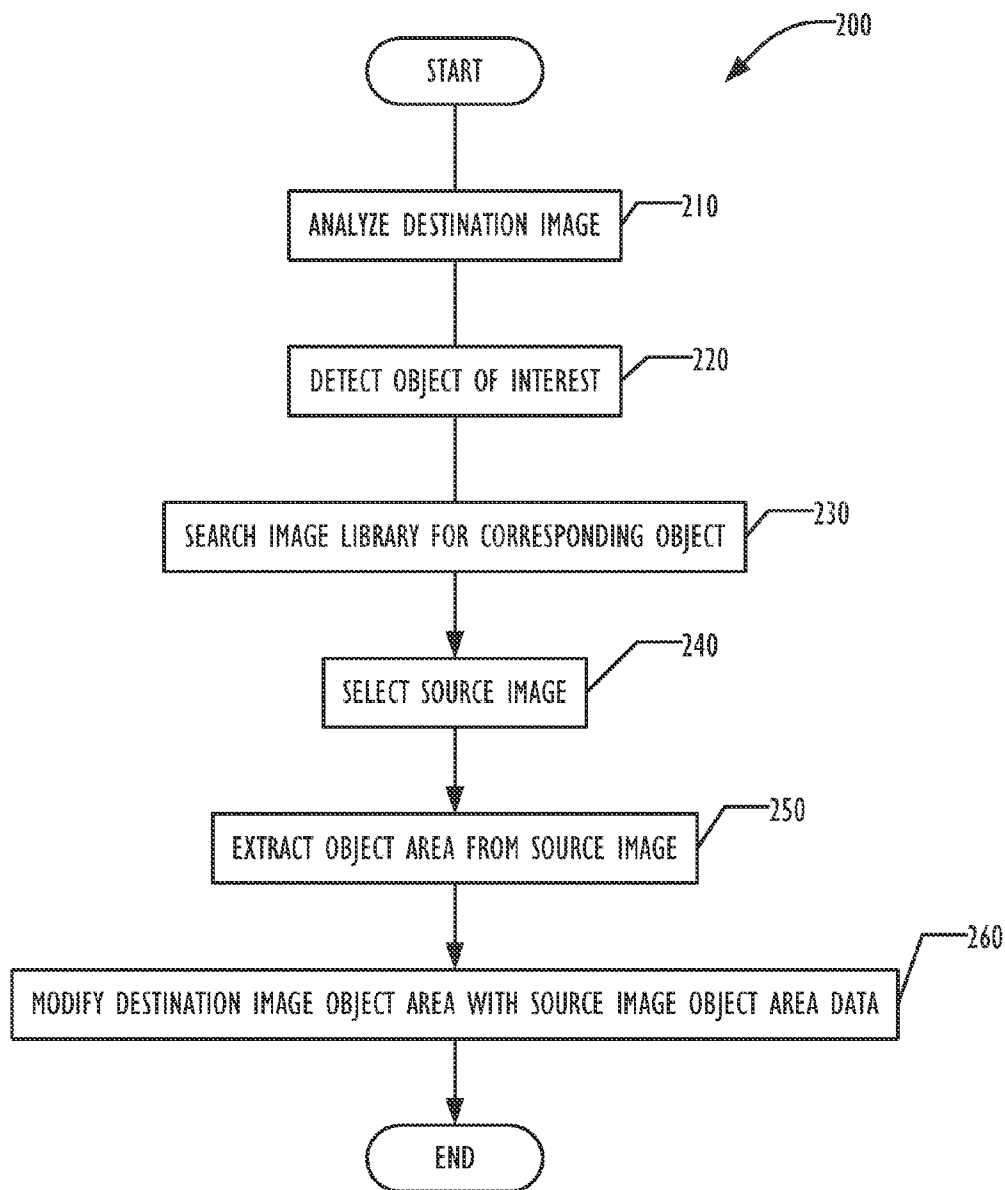 200
START
ANALYZE DESTINATION IMAGE
210
DETECT OBJECT OF INTEREST
220
SEARCH IMAGE LIBRARY FOR CORRESPONDING OBJECT
230
SELECT SOURCE IMAGE
240
EXTRACT OBJECT AREA FROM SOURCE IMAGE
250
MODIFY DESTINATION IMAGE OBJECT AREA WITH SOURCE IMAGE OBJECT AREA DATA
260
END